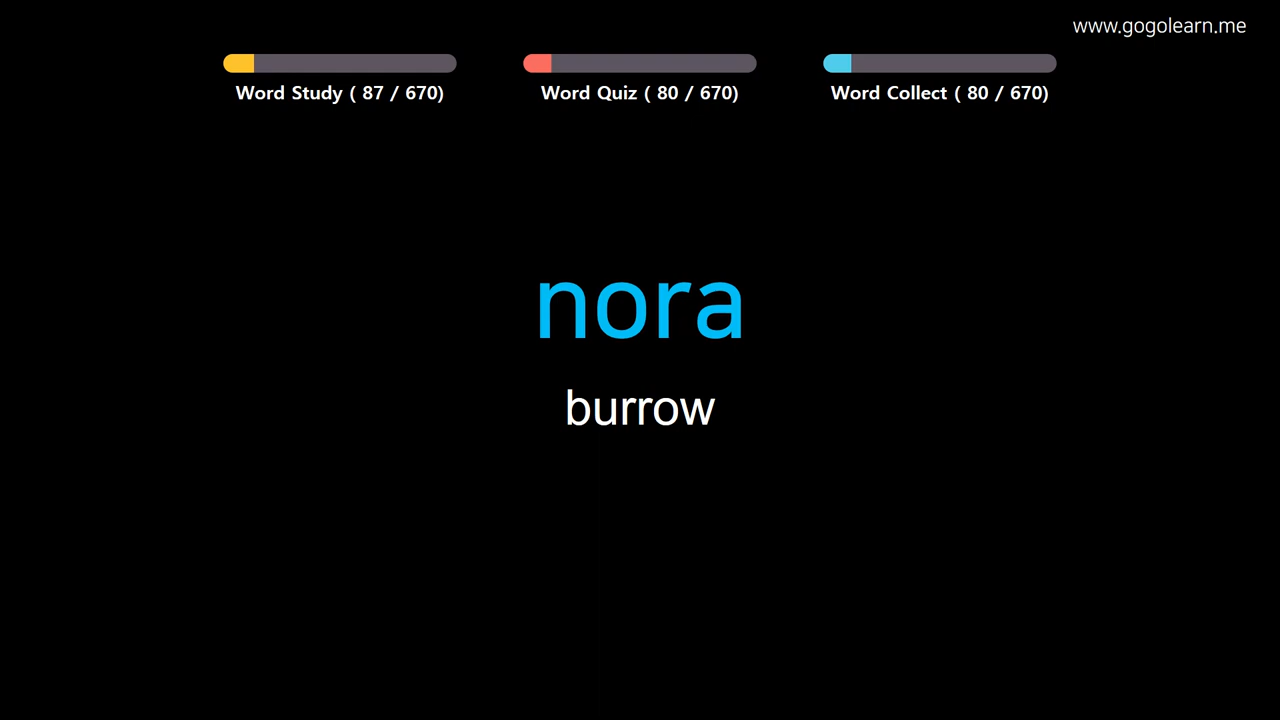 www.gogolearn.me
Word Study ( 87 / 670)
Word Quiz ( 80 / 670)
Word Collect ( 80 / 670)
nora
burrow